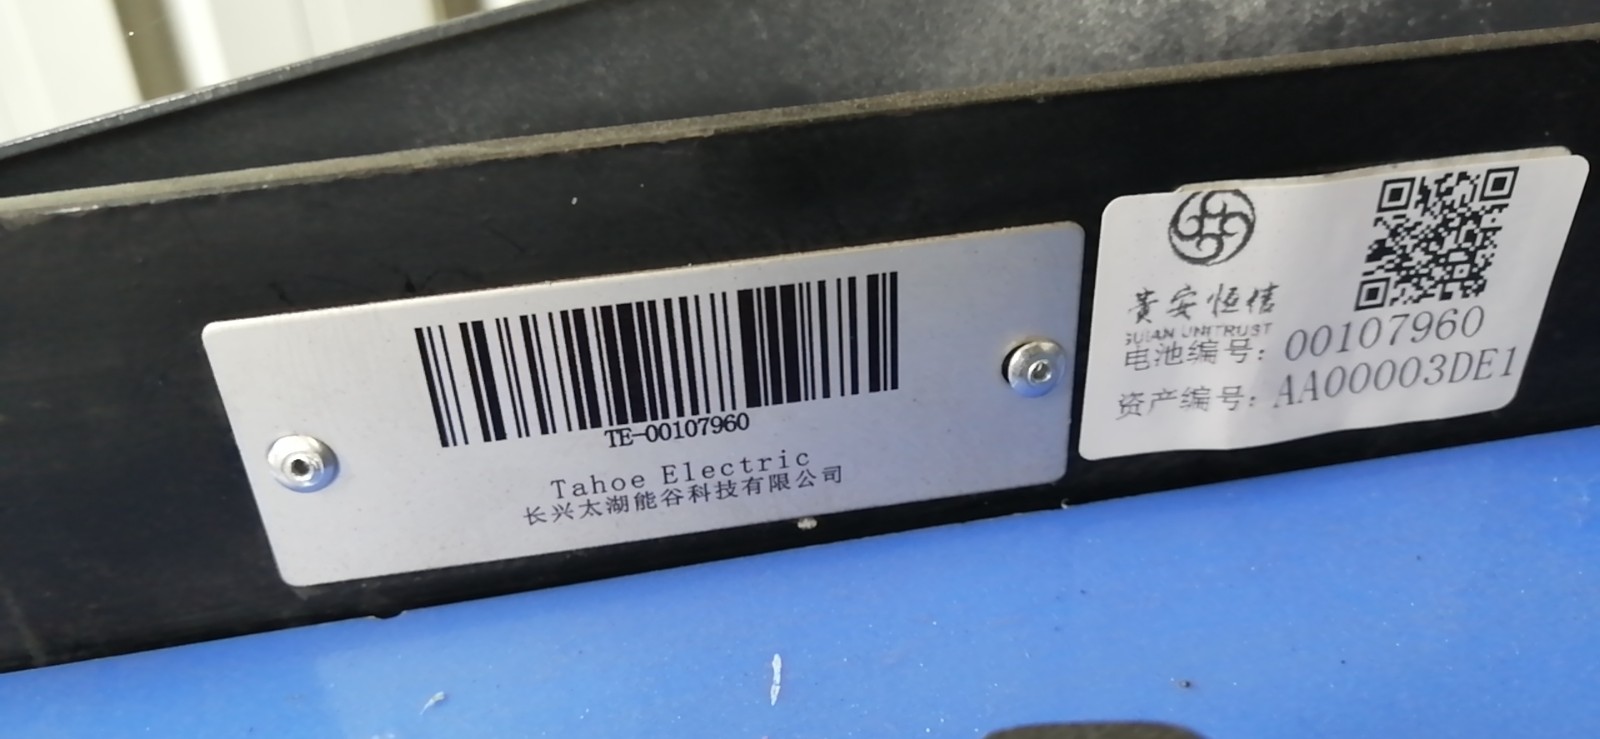 TE-00107960
Tahoe Electric
长兴太湖能谷科技有限公司
贵安恒信
GUIAN UNITRUST
电池编号：00107960
资产编号：AA00003DE1